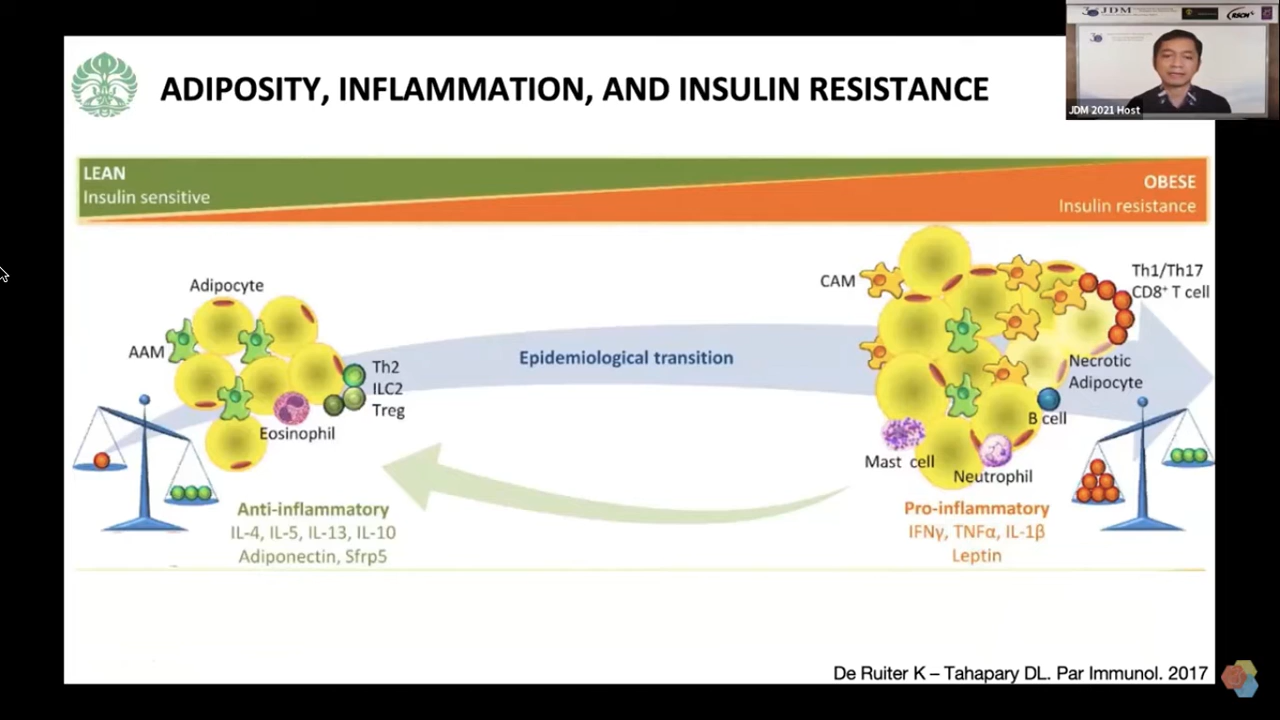 JDM
RSCM
JDM 2021 Host
ADIPOSITY, INFLAMMATION, AND INSULIN RESISTANCE
LEAN
Insulin sensitive
OBESE
Insulin resistance
Adipocyte
AAM
Th2
ILC2
Treg
Eosinophil
Epidemiological transition
CAM
Th1/Th17
CD8⁺ T cell
Necrotic
Adipocyte
B cell
Mast cell
Neutrophil
Anti-inflammatory
IL-4, IL-5, IL-13, IL-10
Adiponectin, Sfrp5
Pro-inflammatory
IFNγ, TNFα, IL-1β
Leptin
De Ruiter K – Tahapary DL. Par Immunol. 2017